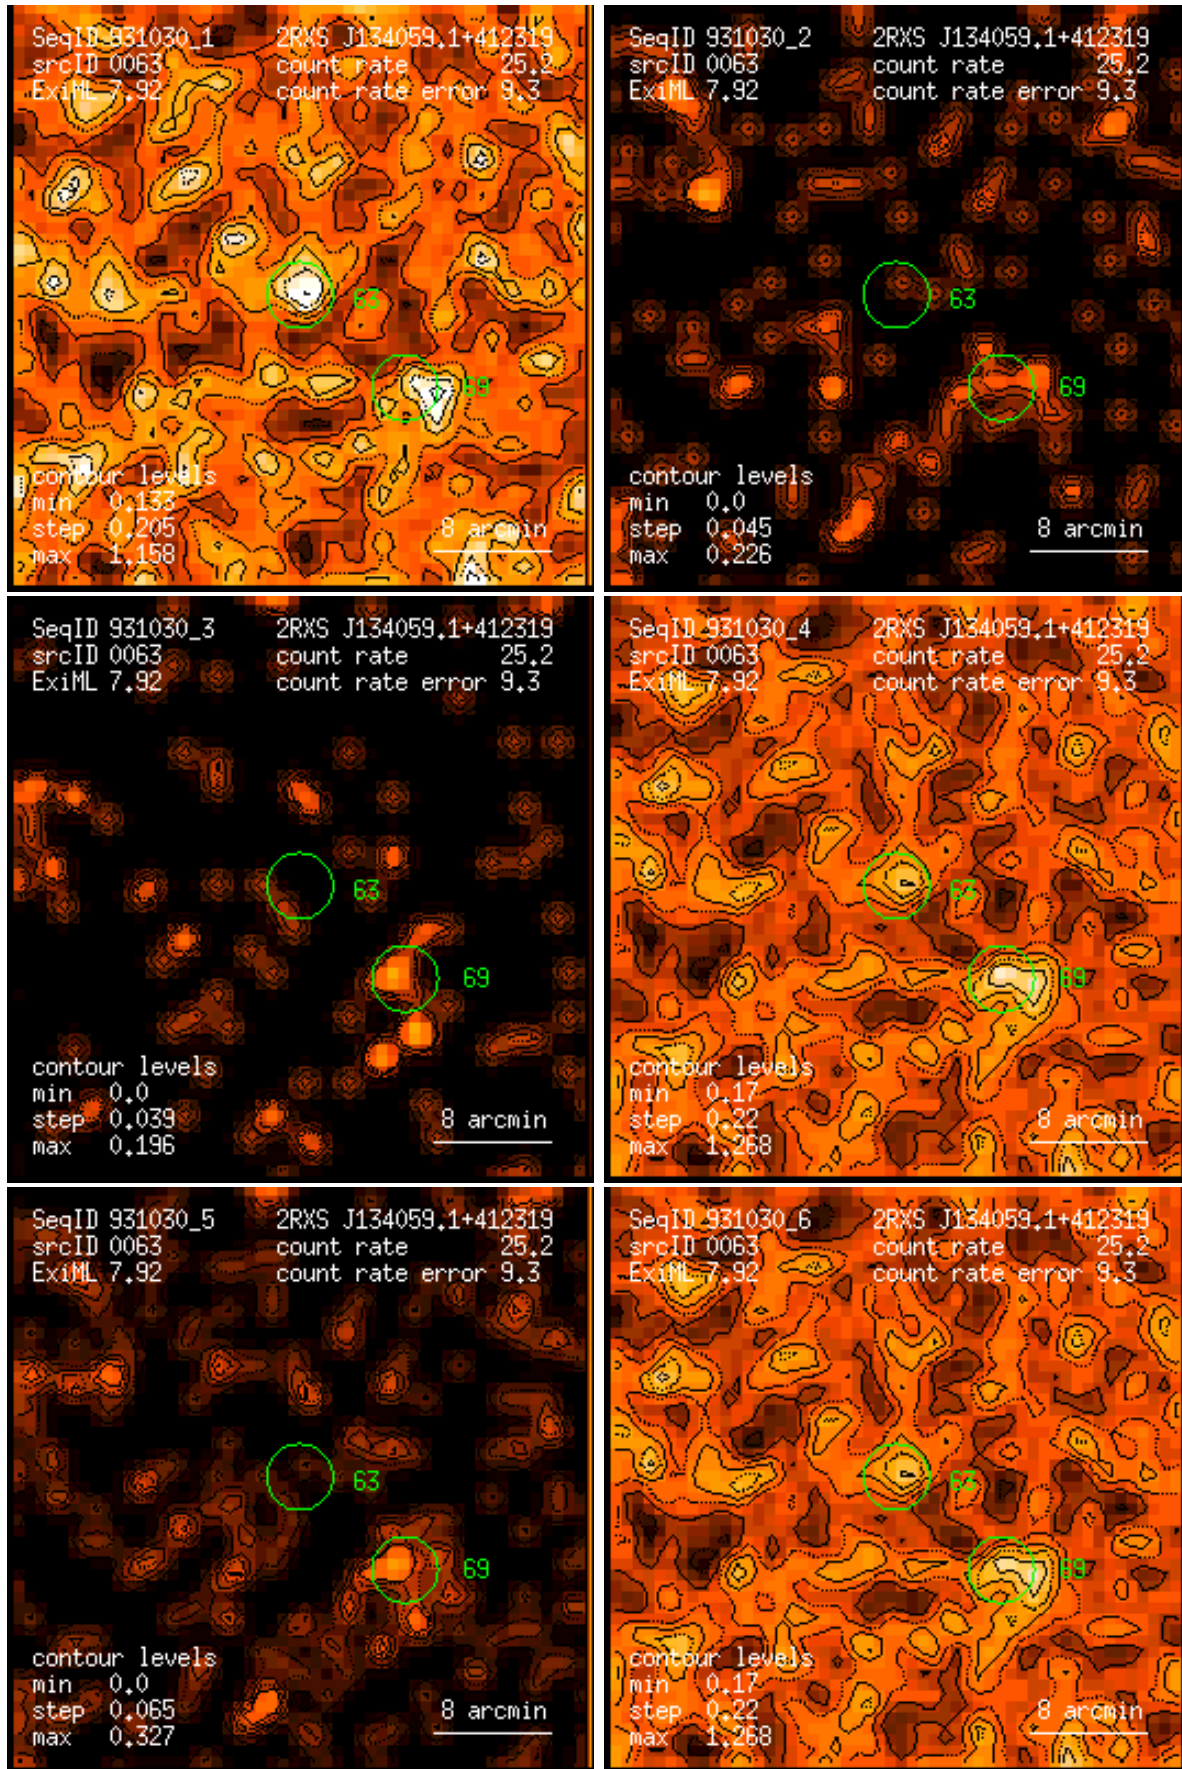 SeqID 931030_1 2RXS J134059.1+412319
srcID 0063 count rate 25.2
ExiML 7.92 count rate error 9.3
63
69
contour levels
min 0.133
step 0.205
max 1.158
8 arcmin
SeqID 931030_2 2RXS J134059.1+412319
srcID 0063 count rate 25.2
ExiML 7.92 count rate error 9.3
63
69
contour levels
min 0.0
step 0.045
max 0.226
8 arcmin
SeqID 931030_3 2RXS J134059.1+412319
srcID 0063 count rate 25.2
ExiML 7.92 count rate error 9.3
63
69
contour levels
min 0.0
step 0.039
max 0.196
8 arcmin
SeqID 931030_4 2RXS J134059.1+412319
srcID 0063 count rate 25.2
ExiML 7.92 count rate error 9.3
63
69
contour levels
min 0.17
step 0.22
max 1.268
8 arcmin
SeqID 931030_5 2RXS J134059.1+412319
srcID 0063 count rate 25.2
ExiML 7.92 count rate error 9.3
63
69
contour levels
min 0.0
step 0.065
max 0.327
8 arcmin
SeqID 931030_6 2RXS J134059.1+412319
srcID 0063 count rate 25.2
ExiML 7.92 count rate error 9.3
63
69
contour levels
min 0.17
step 0.22
max 1.268
8 arcmin